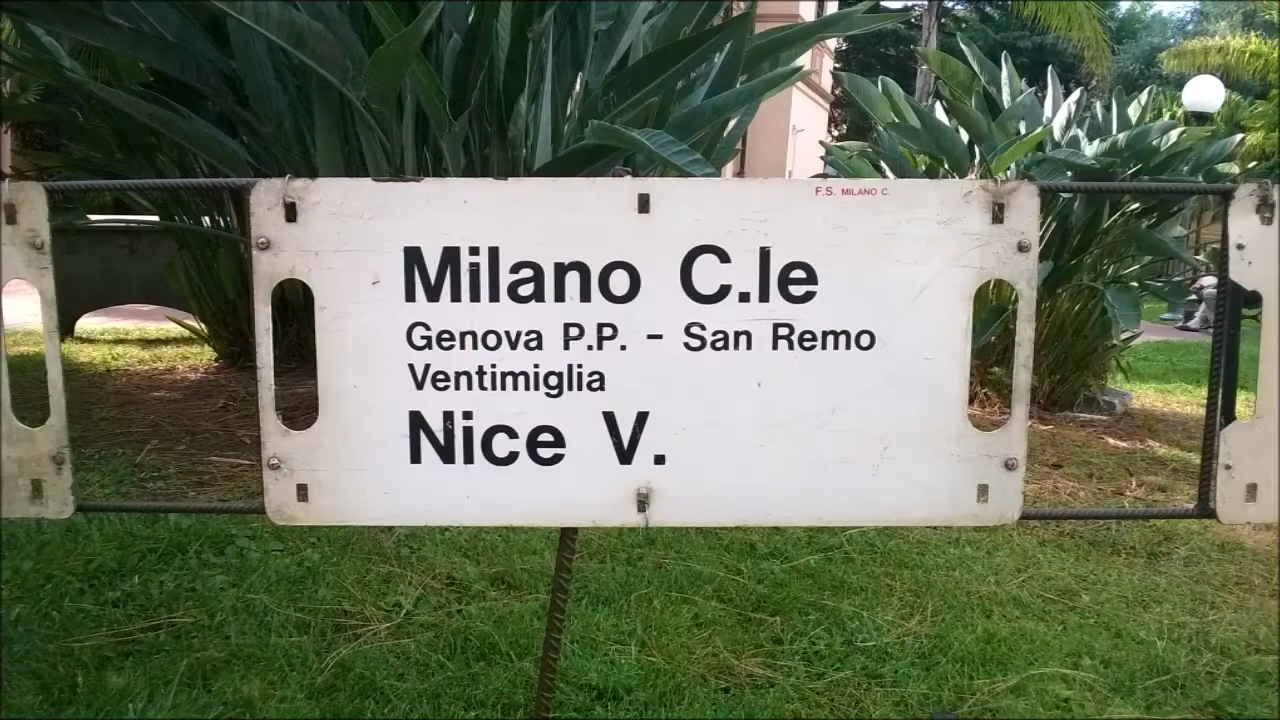 F.S. MILANO C.
Milano C.le
Genova P.P. - San Remo
Ventimiglia
Nice V.